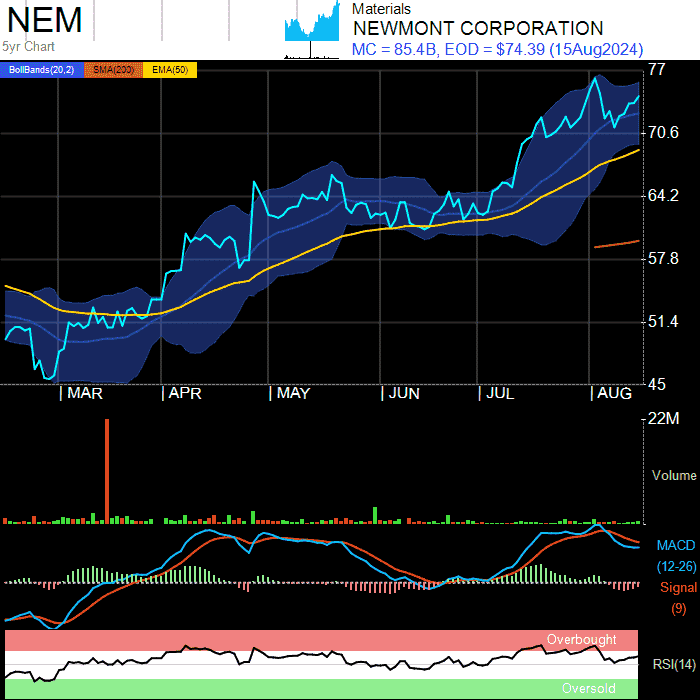 NEM
5yr Chart
Materials
NEWMONT CORPORATION
MC = 85.4B, EOD = $74.39 (15Aug2024)
BollBands(20,2) SMA(200) EMA(50)
77
70.6
64.2
57.8
51.4
45
MAR APR MAY JUN JUL AUG
22M
Volume
MACD
(12-26)
Signal
(9)
Overbought
RSI(14)
Oversold